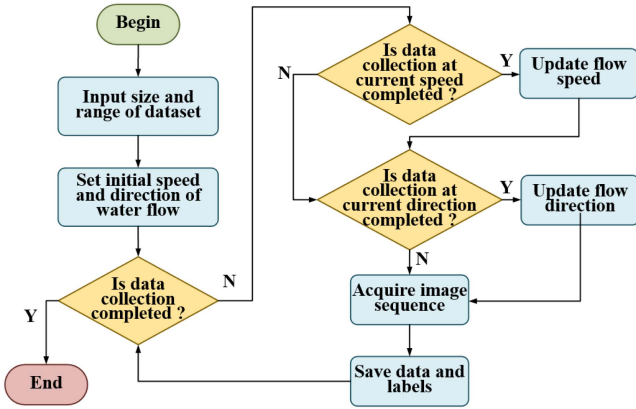 Begin
Input size and
range of dataset
Set initial speed
and direction of
water flow
Is data
collection
completed ?
Y
N
End
Is data
collection at
current speed
completed ?
N
Y
Update flow
speed
Is data
collection at
current direction
completed ?
Y
N
Update flow
direction
Acquire image
sequence
Save data and
labels